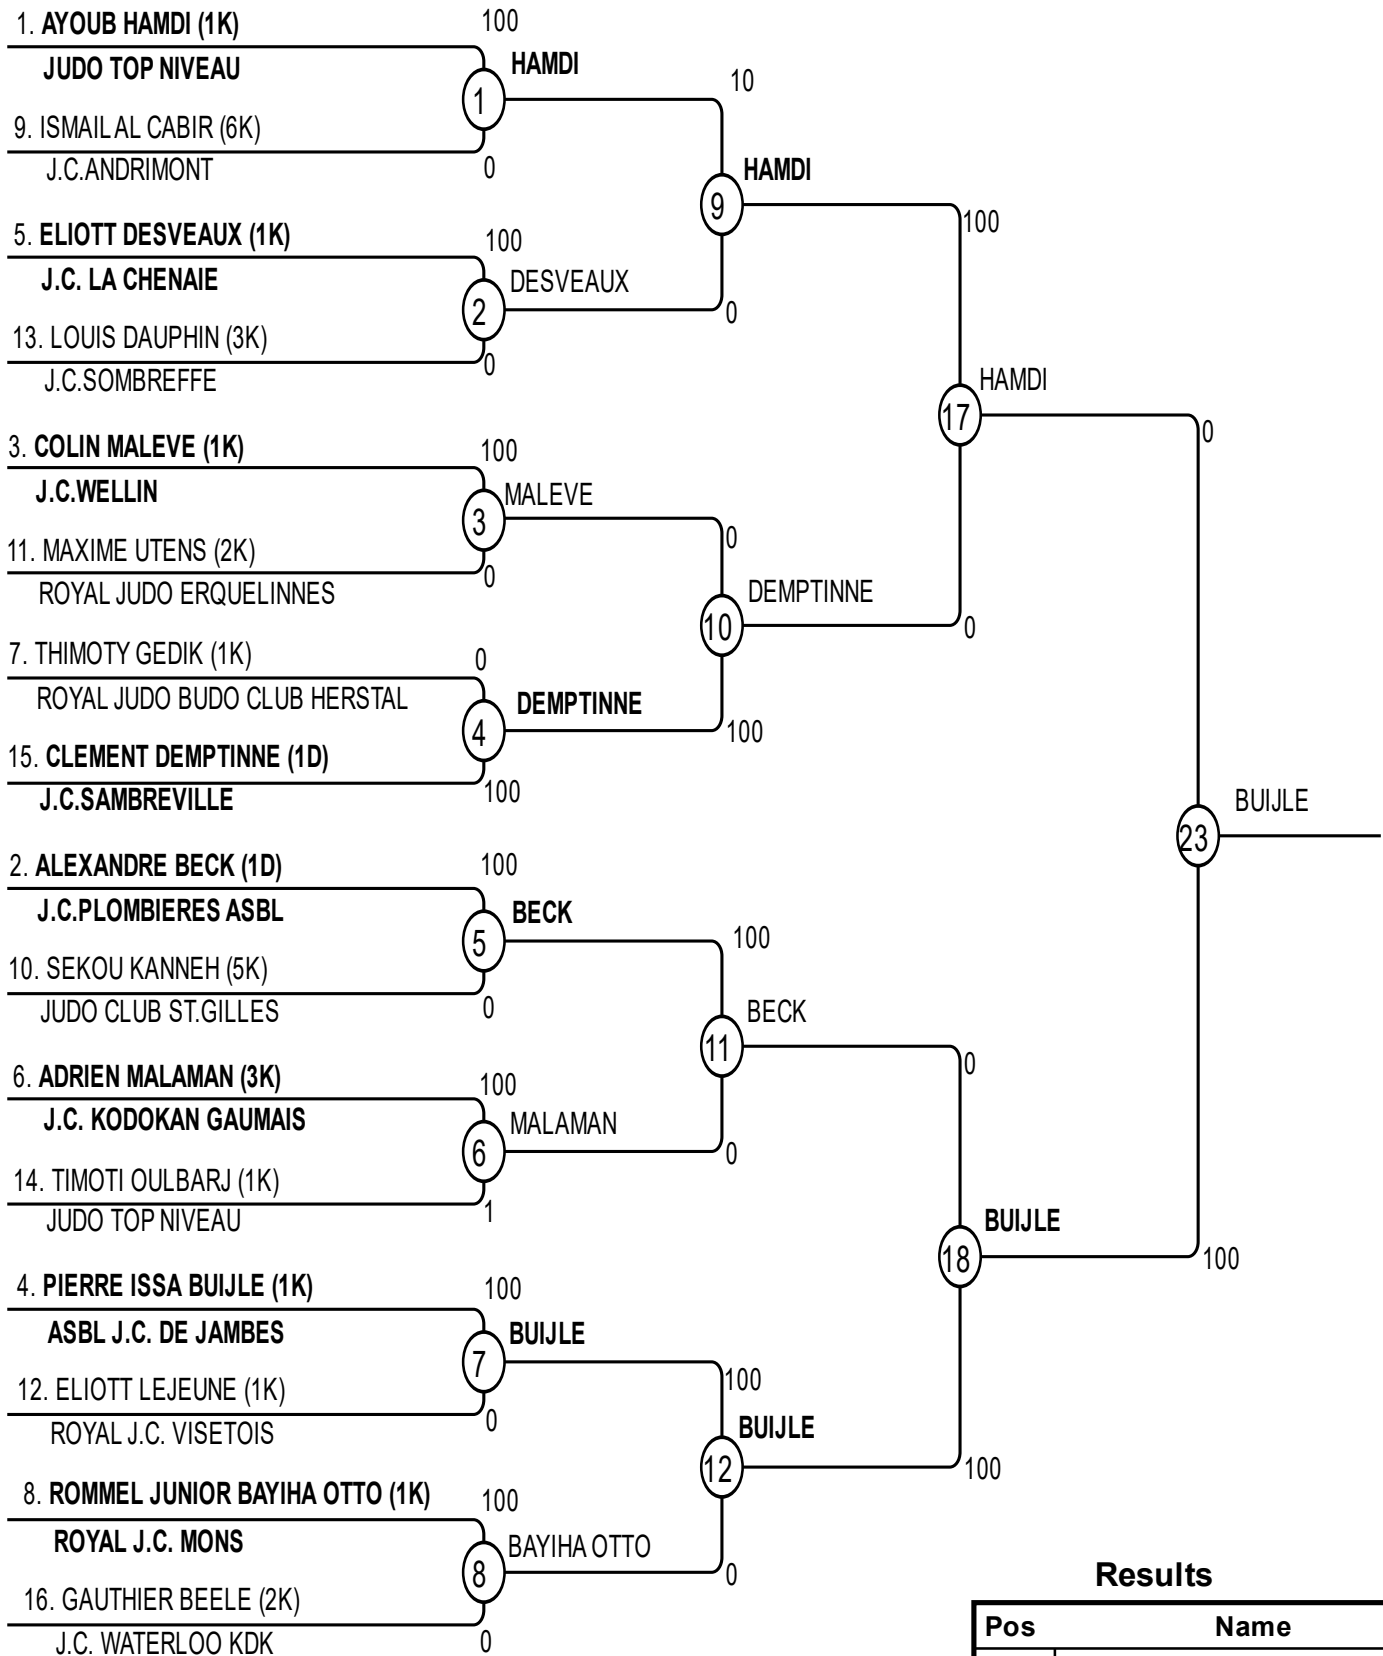 1. AYOUB HAMDI (1K)
100
JUDO TOP NIVEAU
1
HAMDI
9. ISMAIL AL CABIR (6K)
J.C.ANDRIMONT
0
10
9
HAMDI
5. ELIOTT DESVEAUX (1K)
100
J.C. LA CHENAIE
2
DESVEAUX
13. LOUIS DAUPHIN (3K)
J.C.SOMBREFFE
0
0
100
17
HAMDI
3. COLIN MALEVE (1K)
100
J.C.WELLIN
3
MALEVE
11. MAXIME UTENS (2K)
ROYAL JUDO ERQUELINNES
0
0
10
DEMPTINNE
0
7. THIMOTY GEDIK (1K)
0
ROYAL JUDO BUDO CLUB HERSTAL
4
DEMPTINNE
15. CLEMENT DEMPTINNE (1D)
J.C.SAMBREVILLE
100
100
0
23
BUIJLE
2. ALEXANDRE BECK (1D)
100
J.C.PLOMBIERES ASBL
5
BECK
10. SEKOU KANNEH (5K)
JUDO CLUB ST.GILLES
0
100
11
BECK
6. ADRIEN MALAMAN (3K)
100
J.C. KODOKAN GAUMAIS
6
MALAMAN
14. TIMOTI OULBARJ (1K)
JUDO TOP NIVEAU
1
0
0
18
BUIJLE
100
4. PIERRE ISSA BUIJLE (1K)
100
ASBL J.C. DE JAMBES
7
BUIJLE
12. ELIOTT LEJEUNE (1K)
ROYAL J.C. VISETOIS
0
100
12
BUIJLE
100
8. ROMMEL JUNIOR BAYIHA OTTO (1K)
100
ROYAL J.C. MONS
8
BAYIHA OTTO
16. GAUTHIER BEELE (2K)
J.C. WATERLOO KDK
0
0
Results
Pos Name